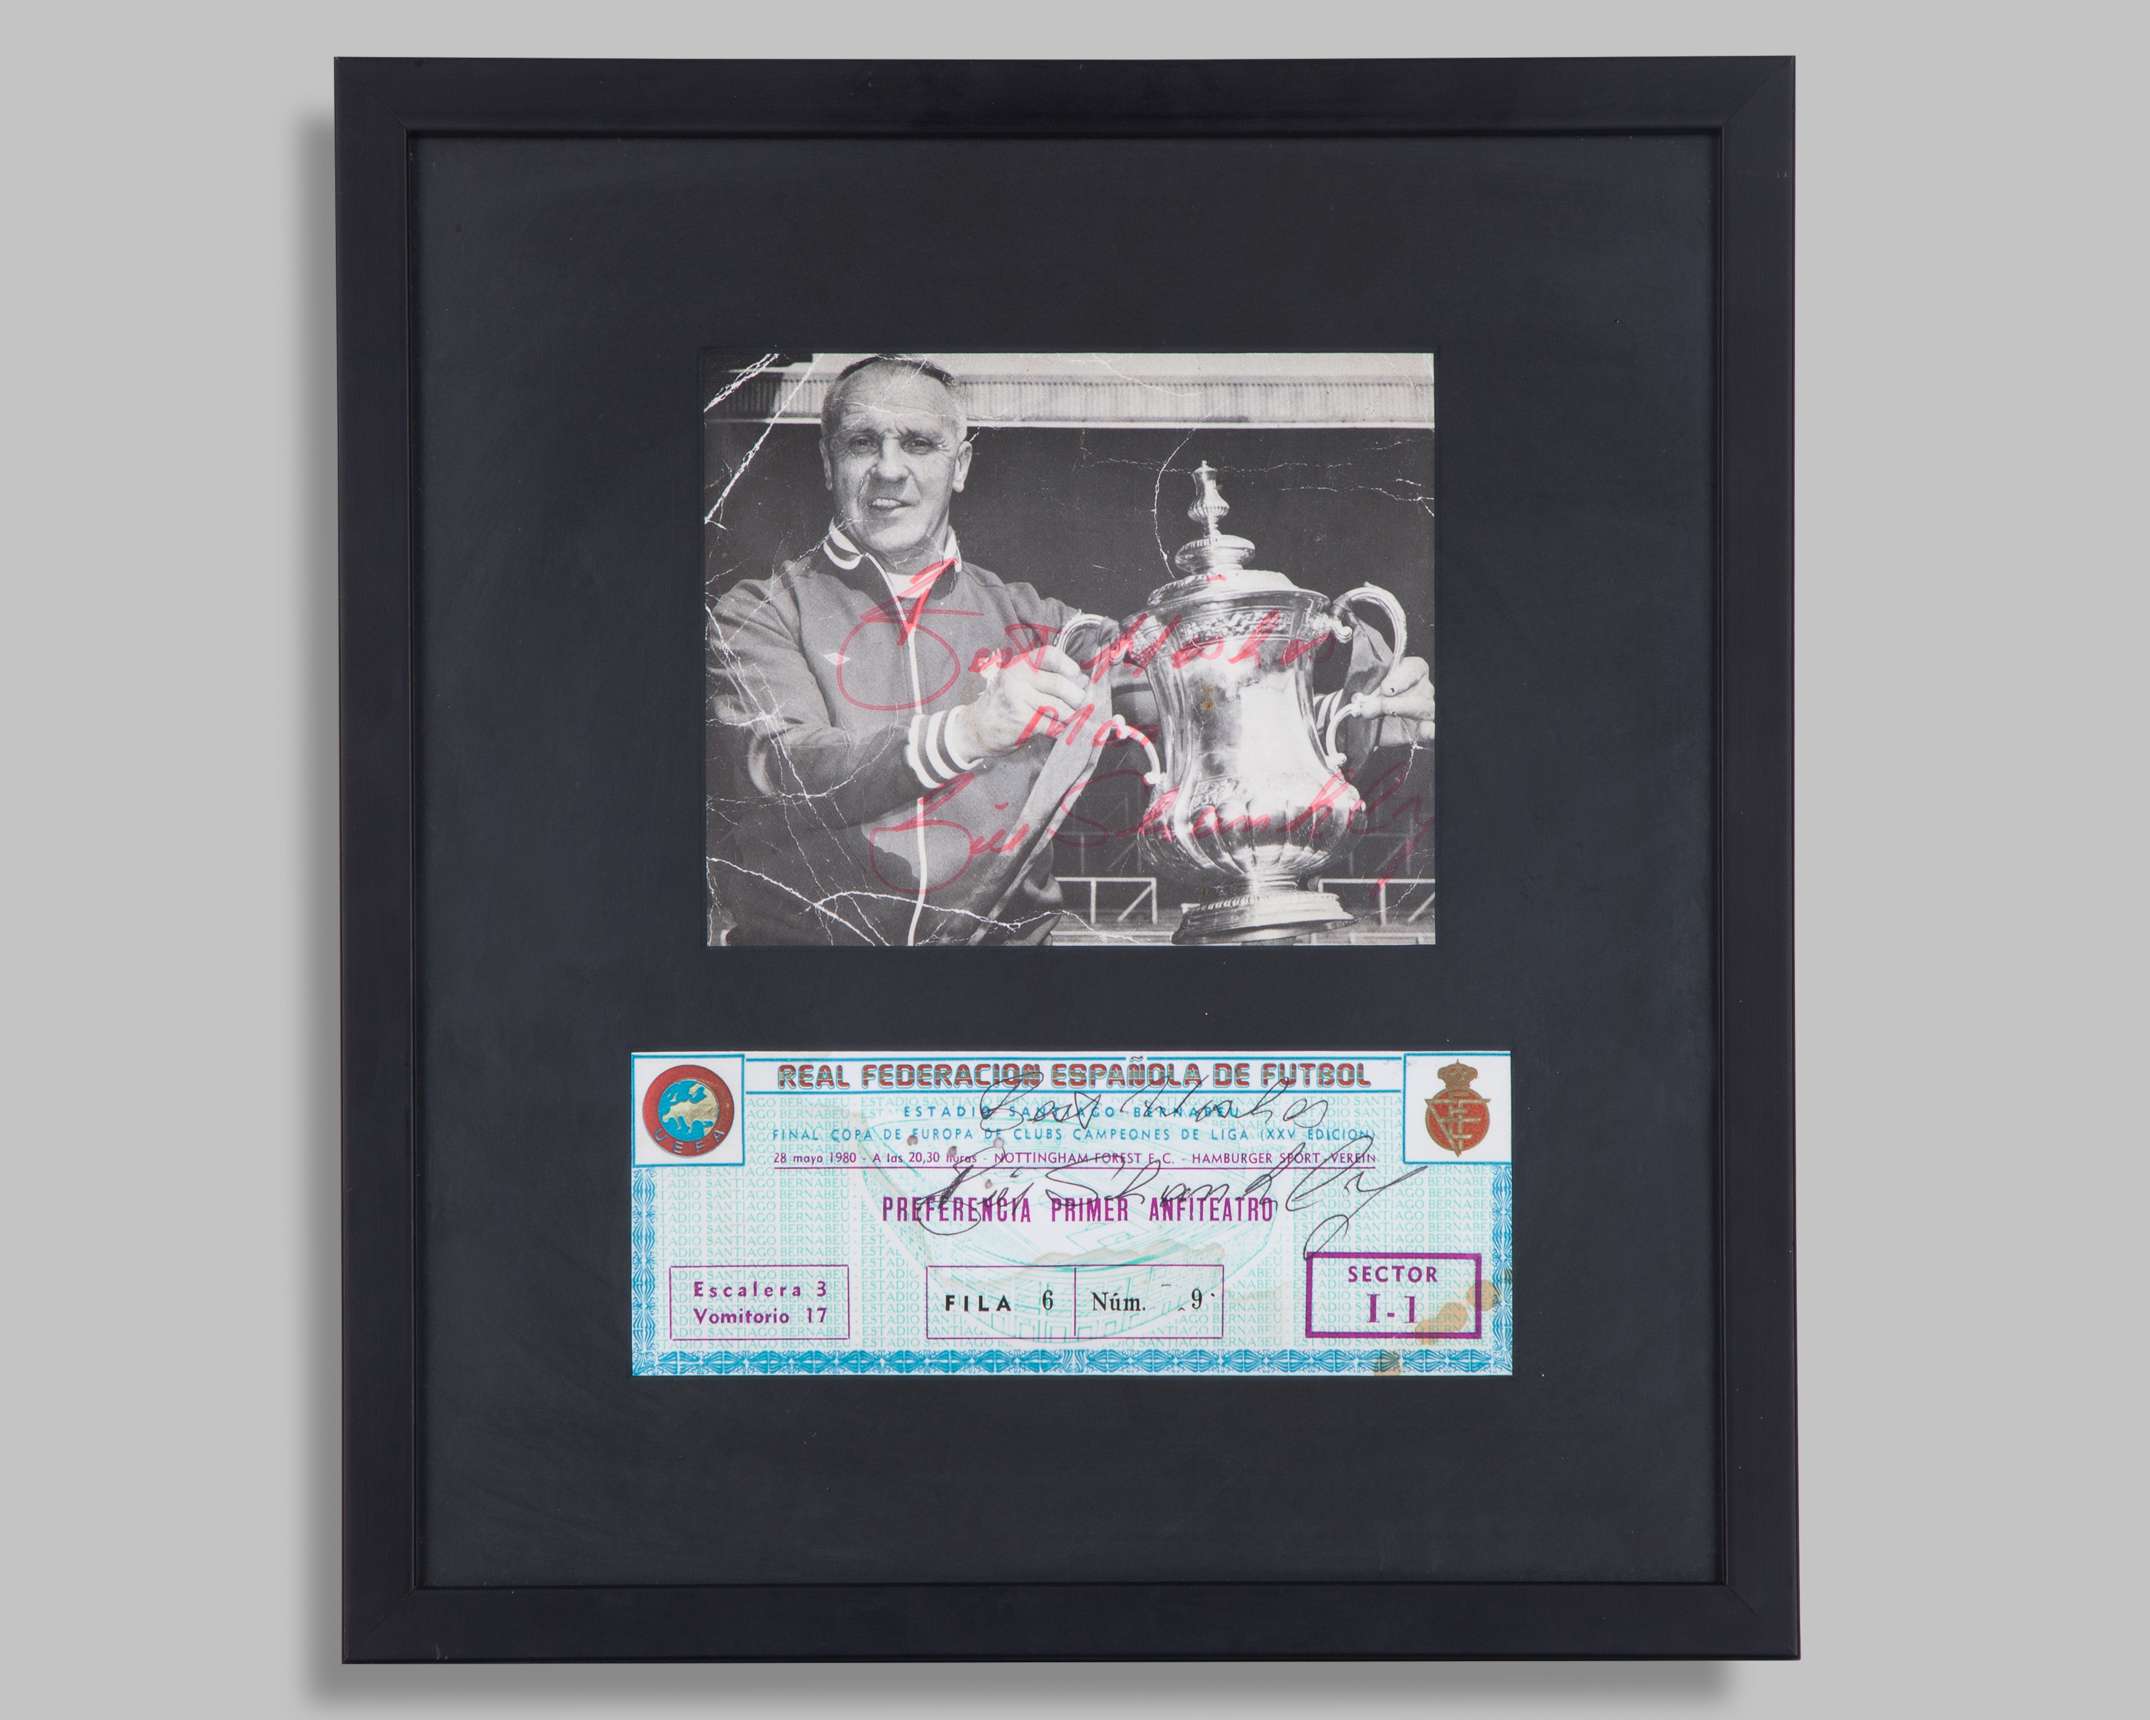 To
Best Wishes
Bill Shankly
REAL FEDERACION ESPAÑOLA DE FUTBOL
UEFA
ESTADIO SANTIAGO BERNABEU
Best Wishes
FINAL COPA DE EUROPA DE CLUBS CAMPEONES DE LIGA (XXV EDICION)
28 mayo 1980 - A las 20,30 horas - NOTTINGHAM FOREST F.C. - HAMBURGER SPORT-VEREIN
Bill Shankly
PREFERENCIA PRIMER ANFITEATRO
Escalera 3
Vomitorio 17
FILA 6 Núm. 9
SECTOR
I-1